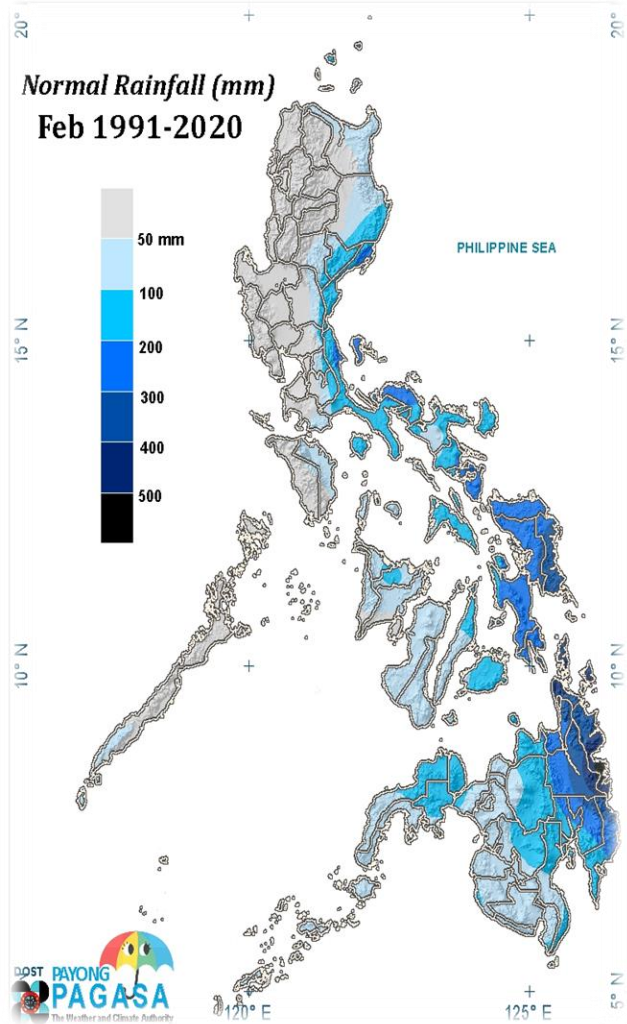 20°
20°
Normal Rainfall (mm)
Feb 1991-2020
50 mm
100
200
300
400
500
PHILIPPINE SEA
15° N
15° N
10° N
10° N
5° N
DOST
PAYONG
PAGASA
The Weather and Climate Authority
120° E
125° E